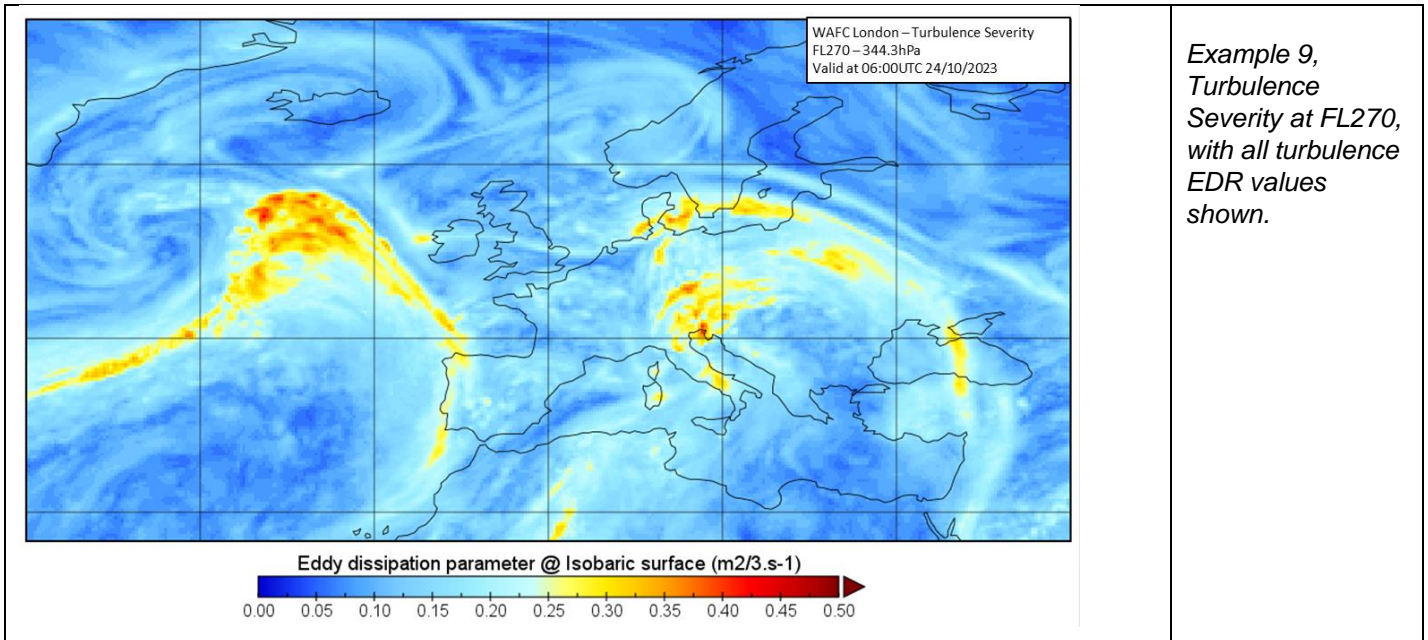 WAFC London – Turbulence Severity
FL270 – 344.3hPa
Valid at 06:00UTC 24/10/2023
Example 9,
Turbulence
Severity at FL270,
with all turbulence
EDR values
shown.
Eddy dissipation parameter @ Isobaric surface (m2/3.s-1)
0.00 0.05 0.10 0.15 0.20 0.25 0.30 0.35 0.40 0.45 0.50